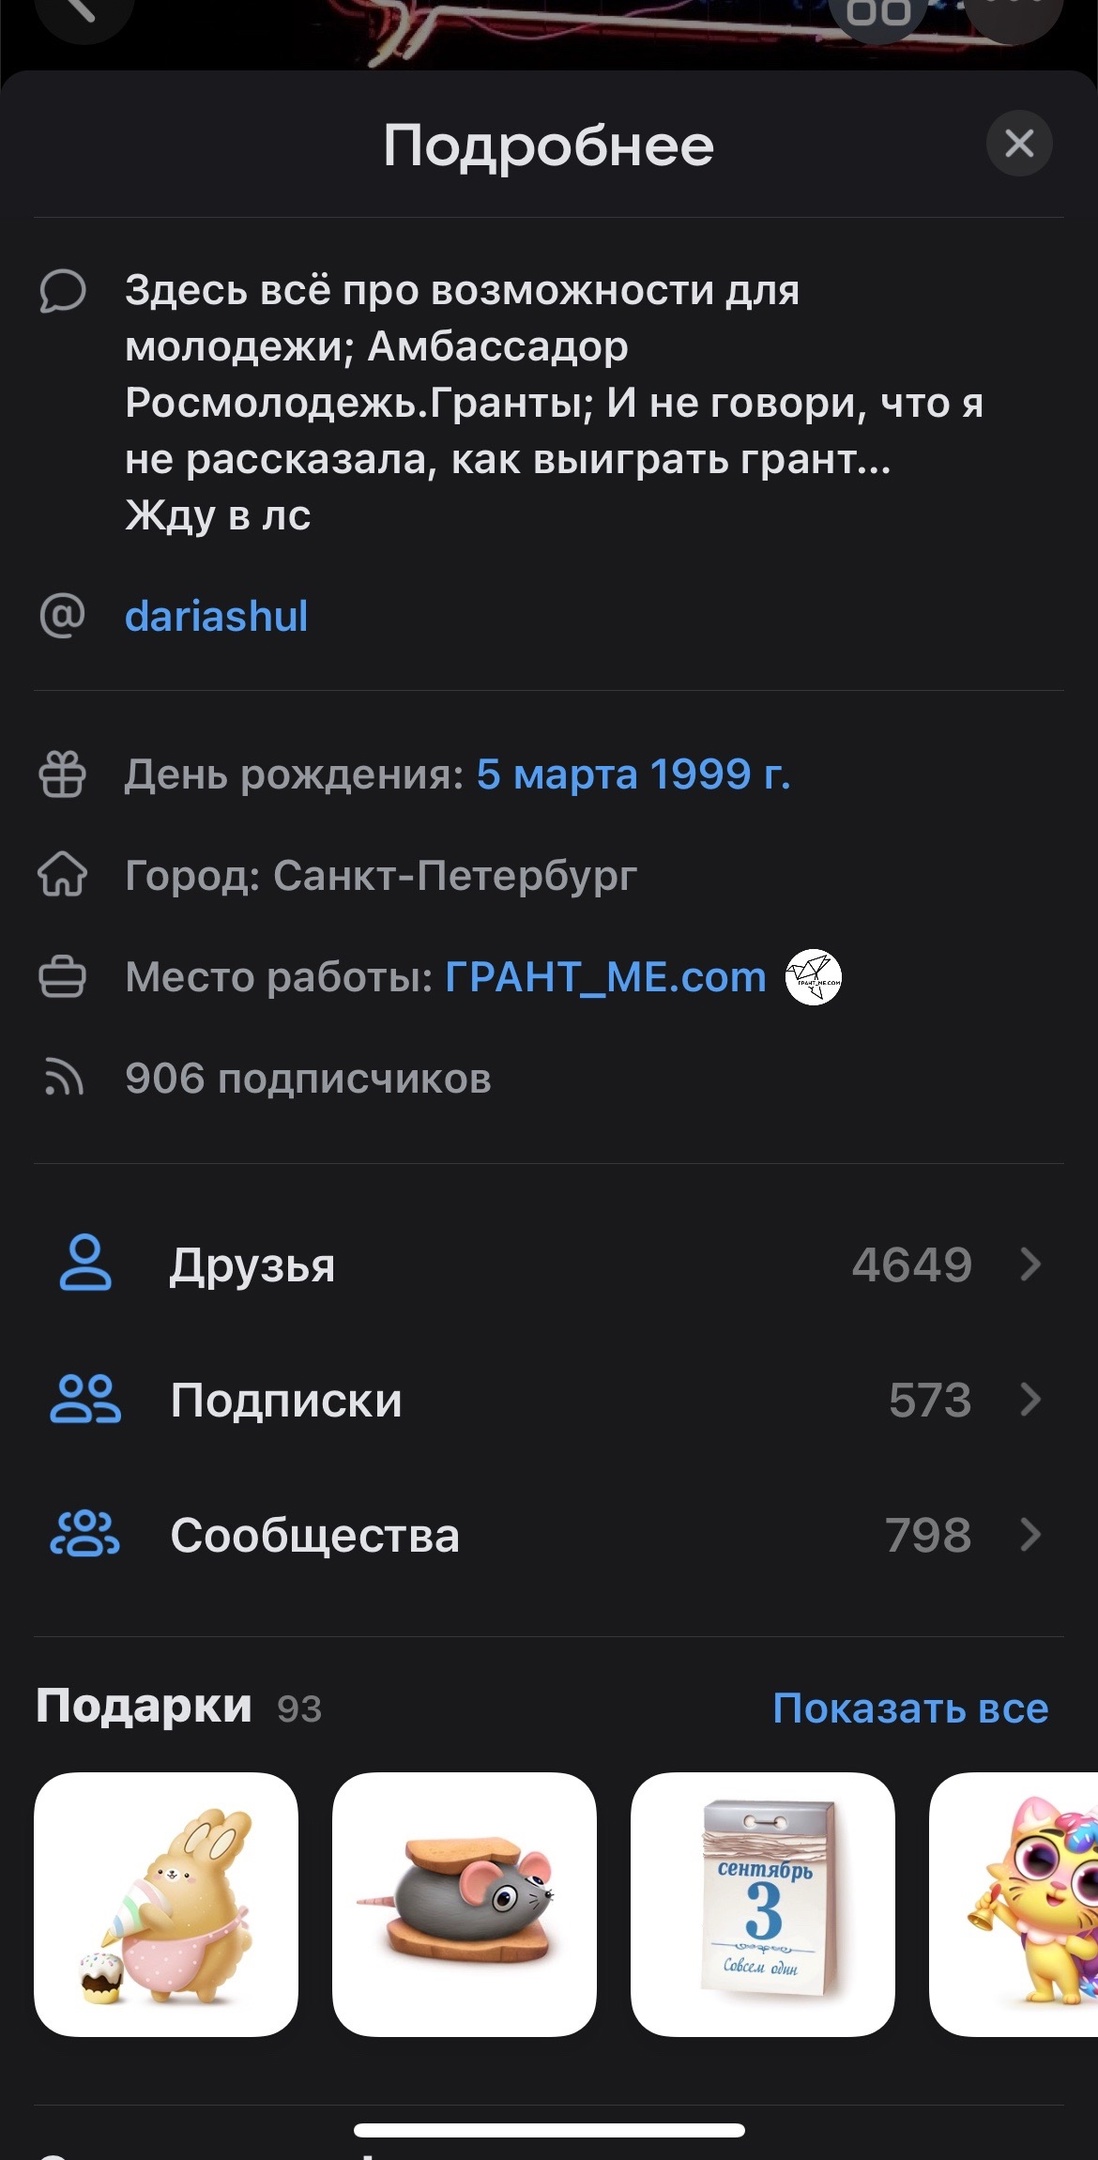 Подробнее
Здесь всё про возможности для
молодежи; Амбассадор
Росмолодежь.Гранты; И не говори, что я
не рассказала, как выиграть грант...
Жду в лс
dariashul
День рождения: 5 марта 1999 г.
Город: Санкт-Петербург
Место работы: ГРАНТ_МЕ.com
ГРАНТ_МЕ.COM
906 подписчиков
Друзья 4649
Подписки 573
Сообщества 798
Подарки 93 Показать все
сентябрь
3
Совсем один